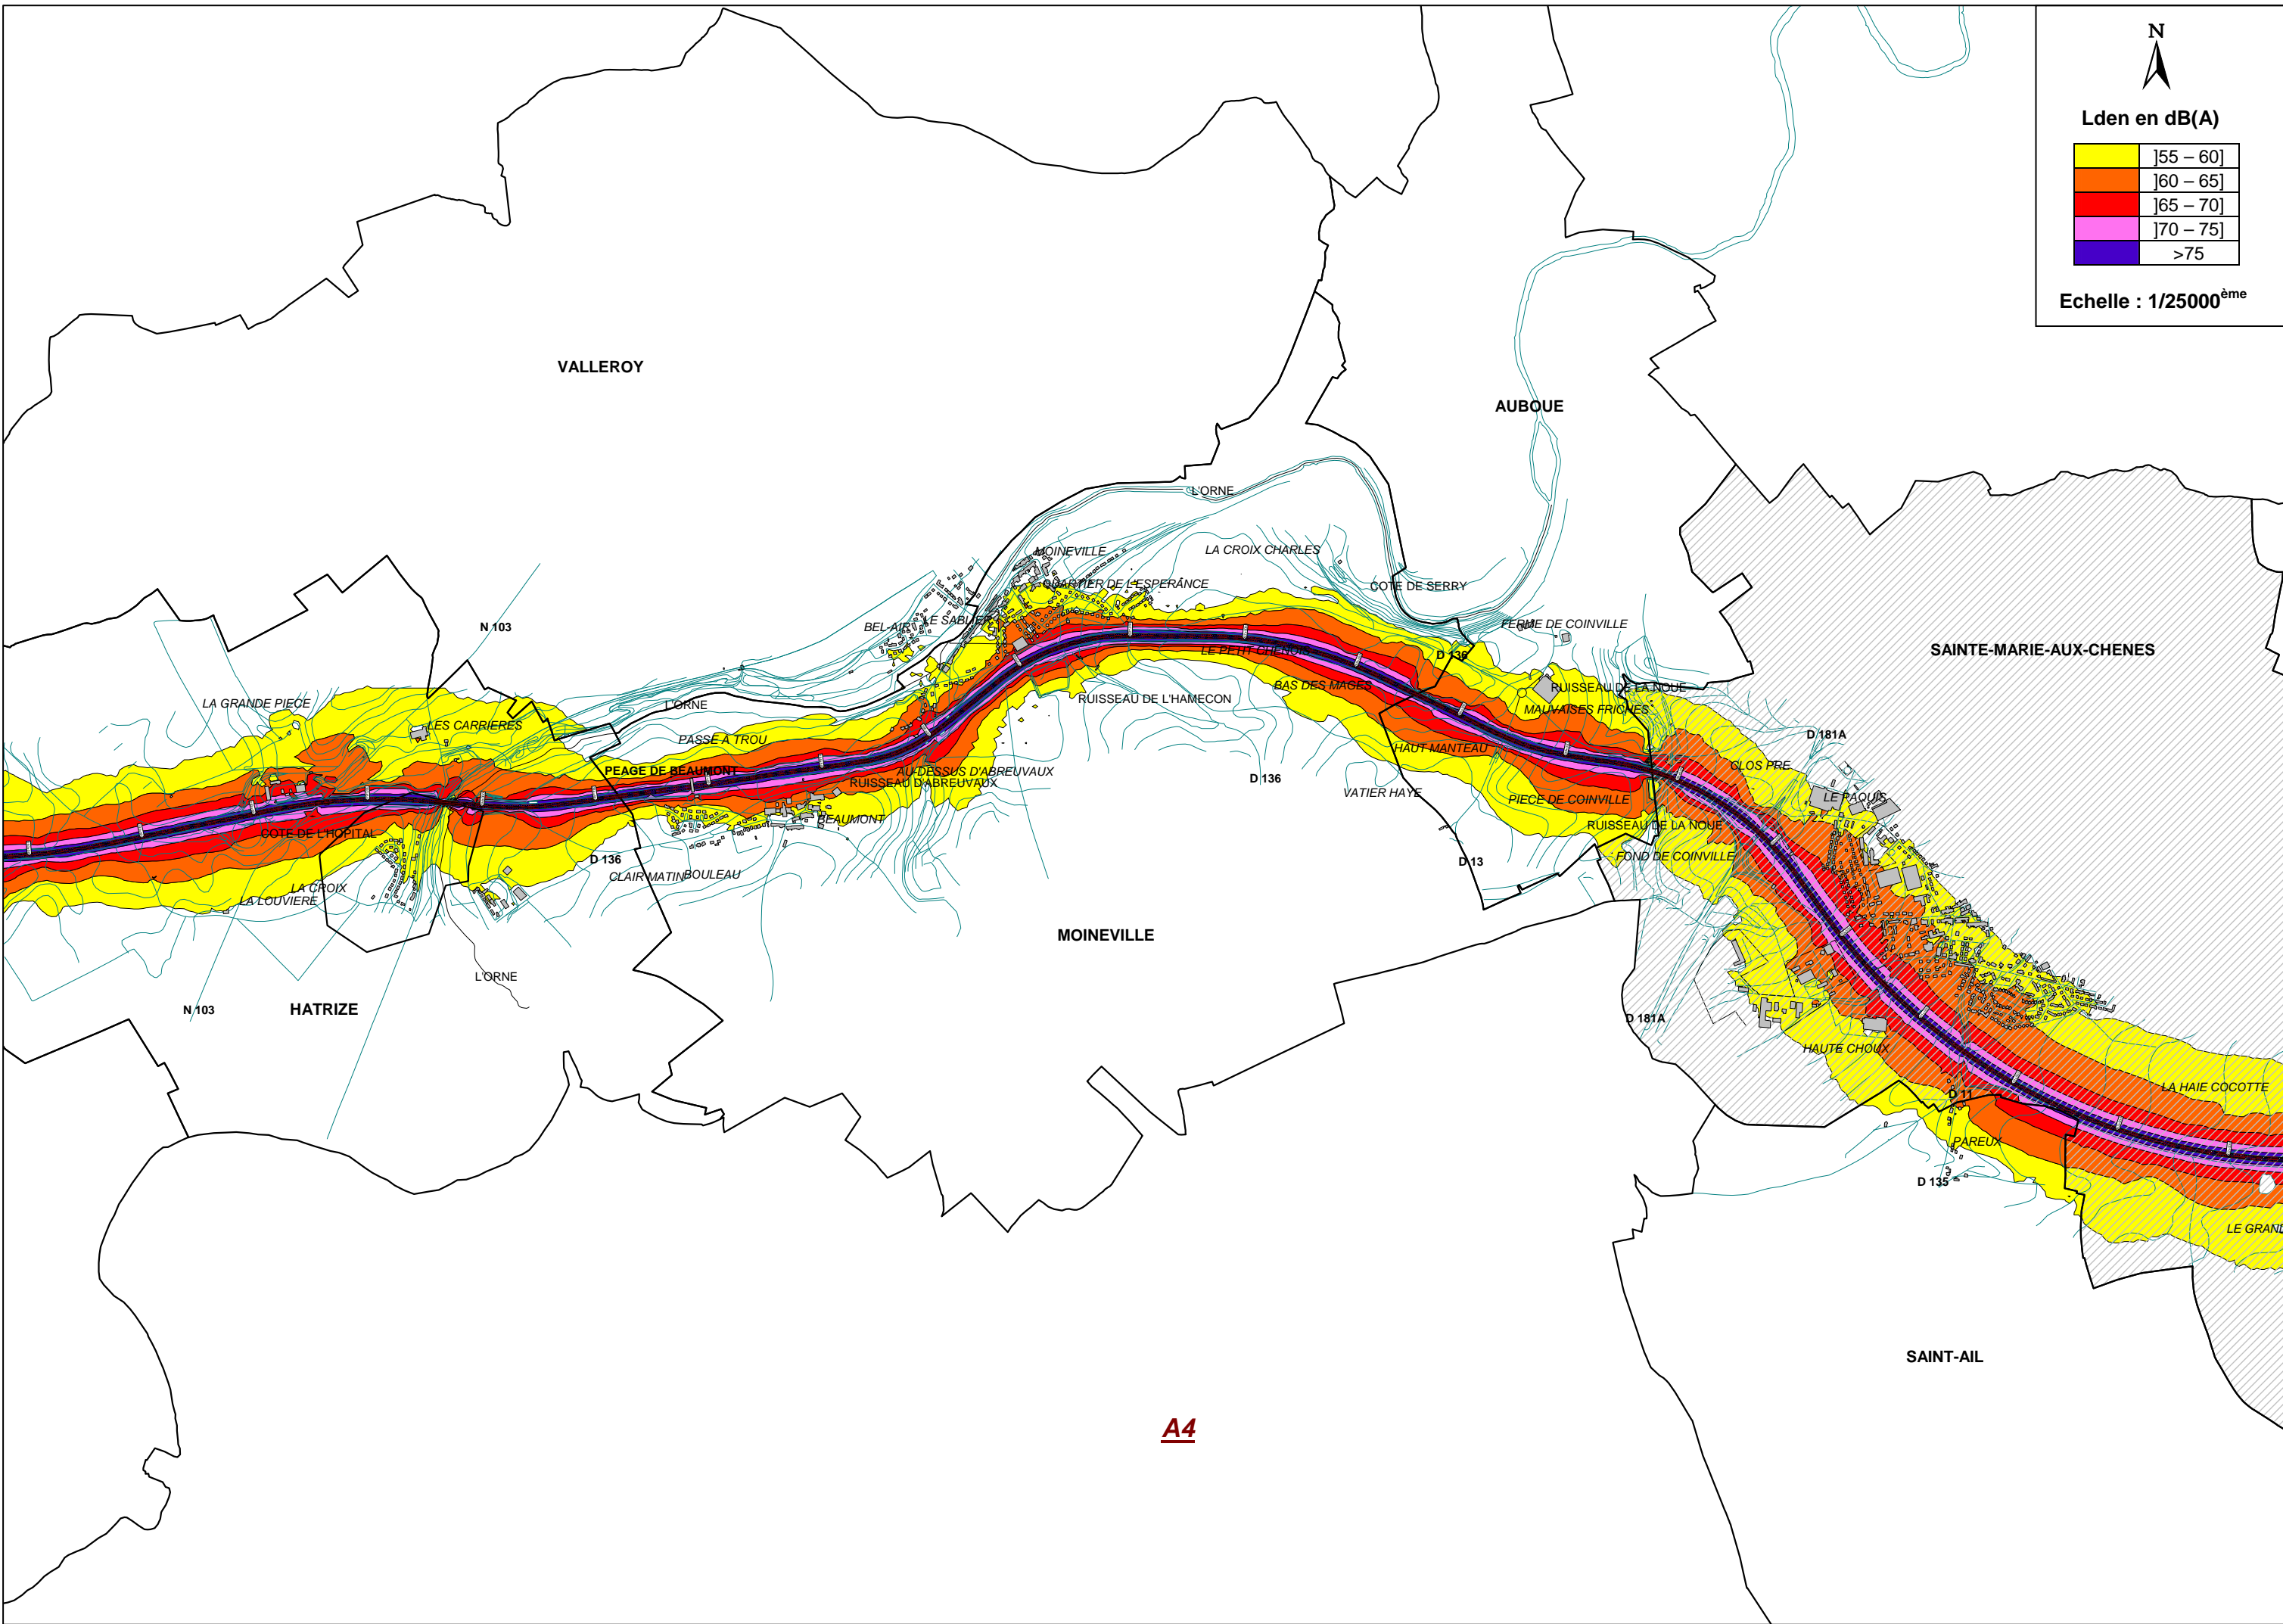 N
Lden en dB(A)
]55 – 60]
]60 – 65]
]65 – 70]
]70 – 75]
>75
Echelle : 1/25000ème
VALLEROY
AUBOUE
L'ORNE
MOINEVILLE
LA CROIX CHARLES
QUARTIER DE L'ESPERANCE
COTE DE SERRY
N 103
BEL-AIR
LE SABLIER
FERME DE COINVILLE
LE PETIT CHENOIS
D 136
SAINTE-MARIE-AUX-CHENES
BAS DES MAGES
RUISSEAU DE LA NOUE
LA GRANDE PIECE
L'ORNE
RUISSEAU DE L'HAMECON
MAUVAISES FRICHES
LES CARRIERES
PASSE A TROU
HAUT MANTEAU
D 181A
PEAGE DE BEAUMONT
AU-DESSUS D'ABREUVAUX
RUISSEAU D'ABREUVAUX
D 136
CLOS PRE
VATIER HAYE
PIECE DE COINVILLE
LE PAQUIS
COTE DE L'HOPITAL
BEAUMONT
RUISSEAU DE LA NOUE
D 136
D 13
FOND DE COINVILLE
LA CROIX
LA LOUVIERE
CLAIR MATIN
BOULEAU
MOINEVILLE
L'ORNE
N 103
HATRIZE
D 181A
HAUTE CHOUX
LA HAIE COCOTTE
D 11
PAREUX
D 135
LE GRAND
SAINT-AIL
A4